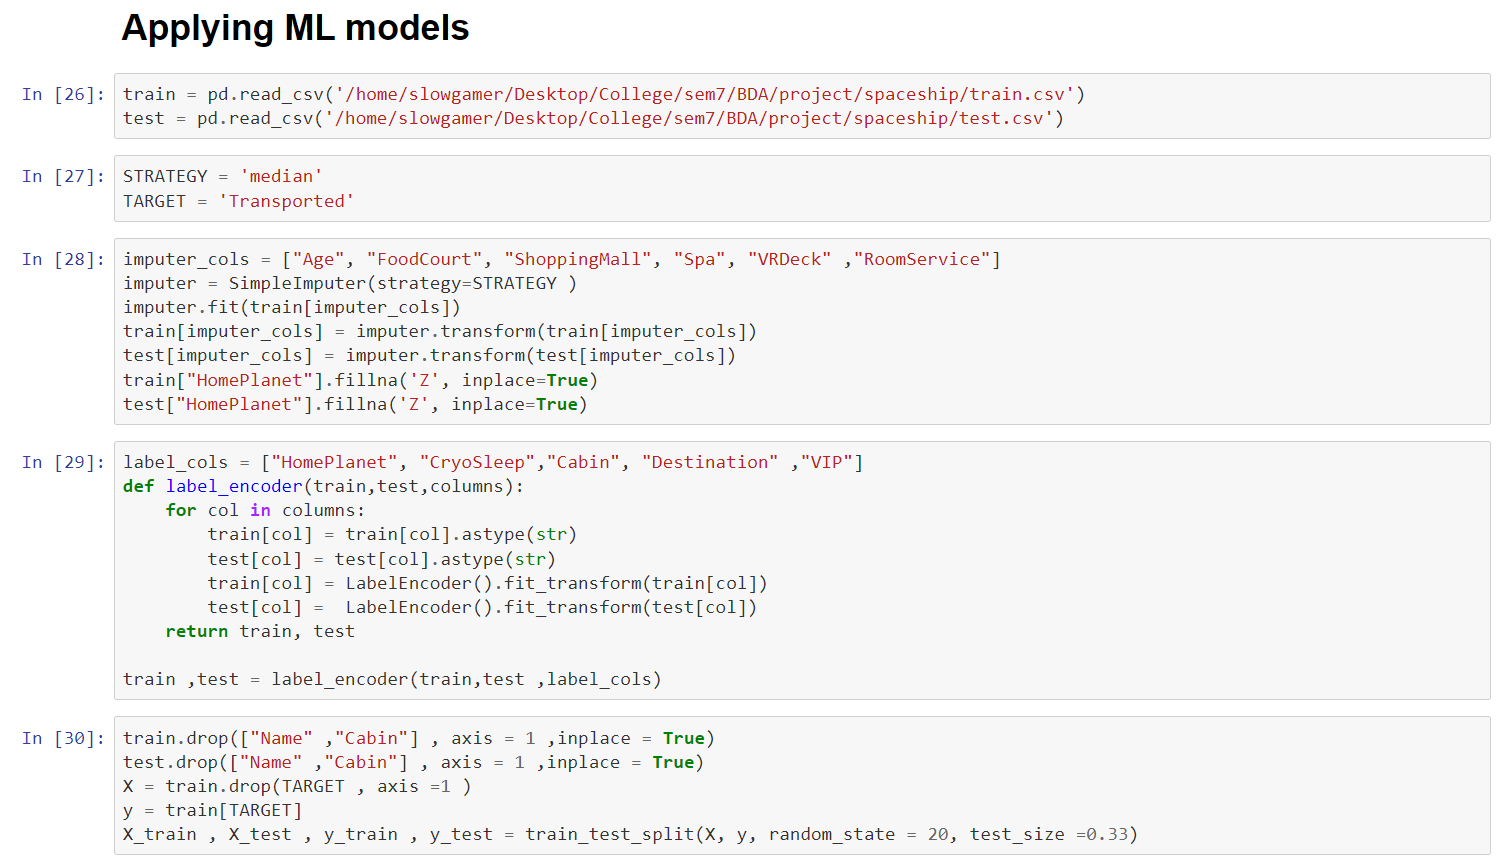 Applying ML models
In [26]: train = pd.read_csv('/home/slowgamer/Desktop/College/sem7/BDA/project/spaceship/train.csv')
test = pd.read_csv('/home/slowgamer/Desktop/College/sem7/BDA/project/spaceship/test.csv')
In [27]: STRATEGY = 'median'
TARGET = 'Transported'
In [28]: imputer_cols = ["Age", "FoodCourt", "ShoppingMall", "Spa", "VRDeck" ,"RoomService"]
imputer = SimpleImputer(strategy=STRATEGY )
imputer.fit(train[imputer_cols])
train[imputer_cols] = imputer.transform(train[imputer_cols])
test[imputer_cols] = imputer.transform(test[imputer_cols])
train["HomePlanet"].fillna('Z', inplace=True)
test["HomePlanet"].fillna('Z', inplace=True)
In [29]: label_cols = ["HomePlanet", "CryoSleep","Cabin", "Destination" ,"VIP"]
def label_encoder(train,test,columns):
    for col in columns:
        train[col] = train[col].astype(str)
        test[col] = test[col].astype(str)
        train[col] = LabelEncoder().fit_transform(train[col])
        test[col] =  LabelEncoder().fit_transform(test[col])
    return train, test
train ,test = label_encoder(train,test ,label_cols)
In [30]: train.drop(["Name" ,"Cabin"] , axis = 1 ,inplace = True)
test.drop(["Name" ,"Cabin"] , axis = 1 ,inplace = True)
X = train.drop(TARGET , axis =1 )
y = train[TARGET]
X_train , X_test , y_train , y_test = train_test_split(X, y, random_state = 20, test_size =0.33)